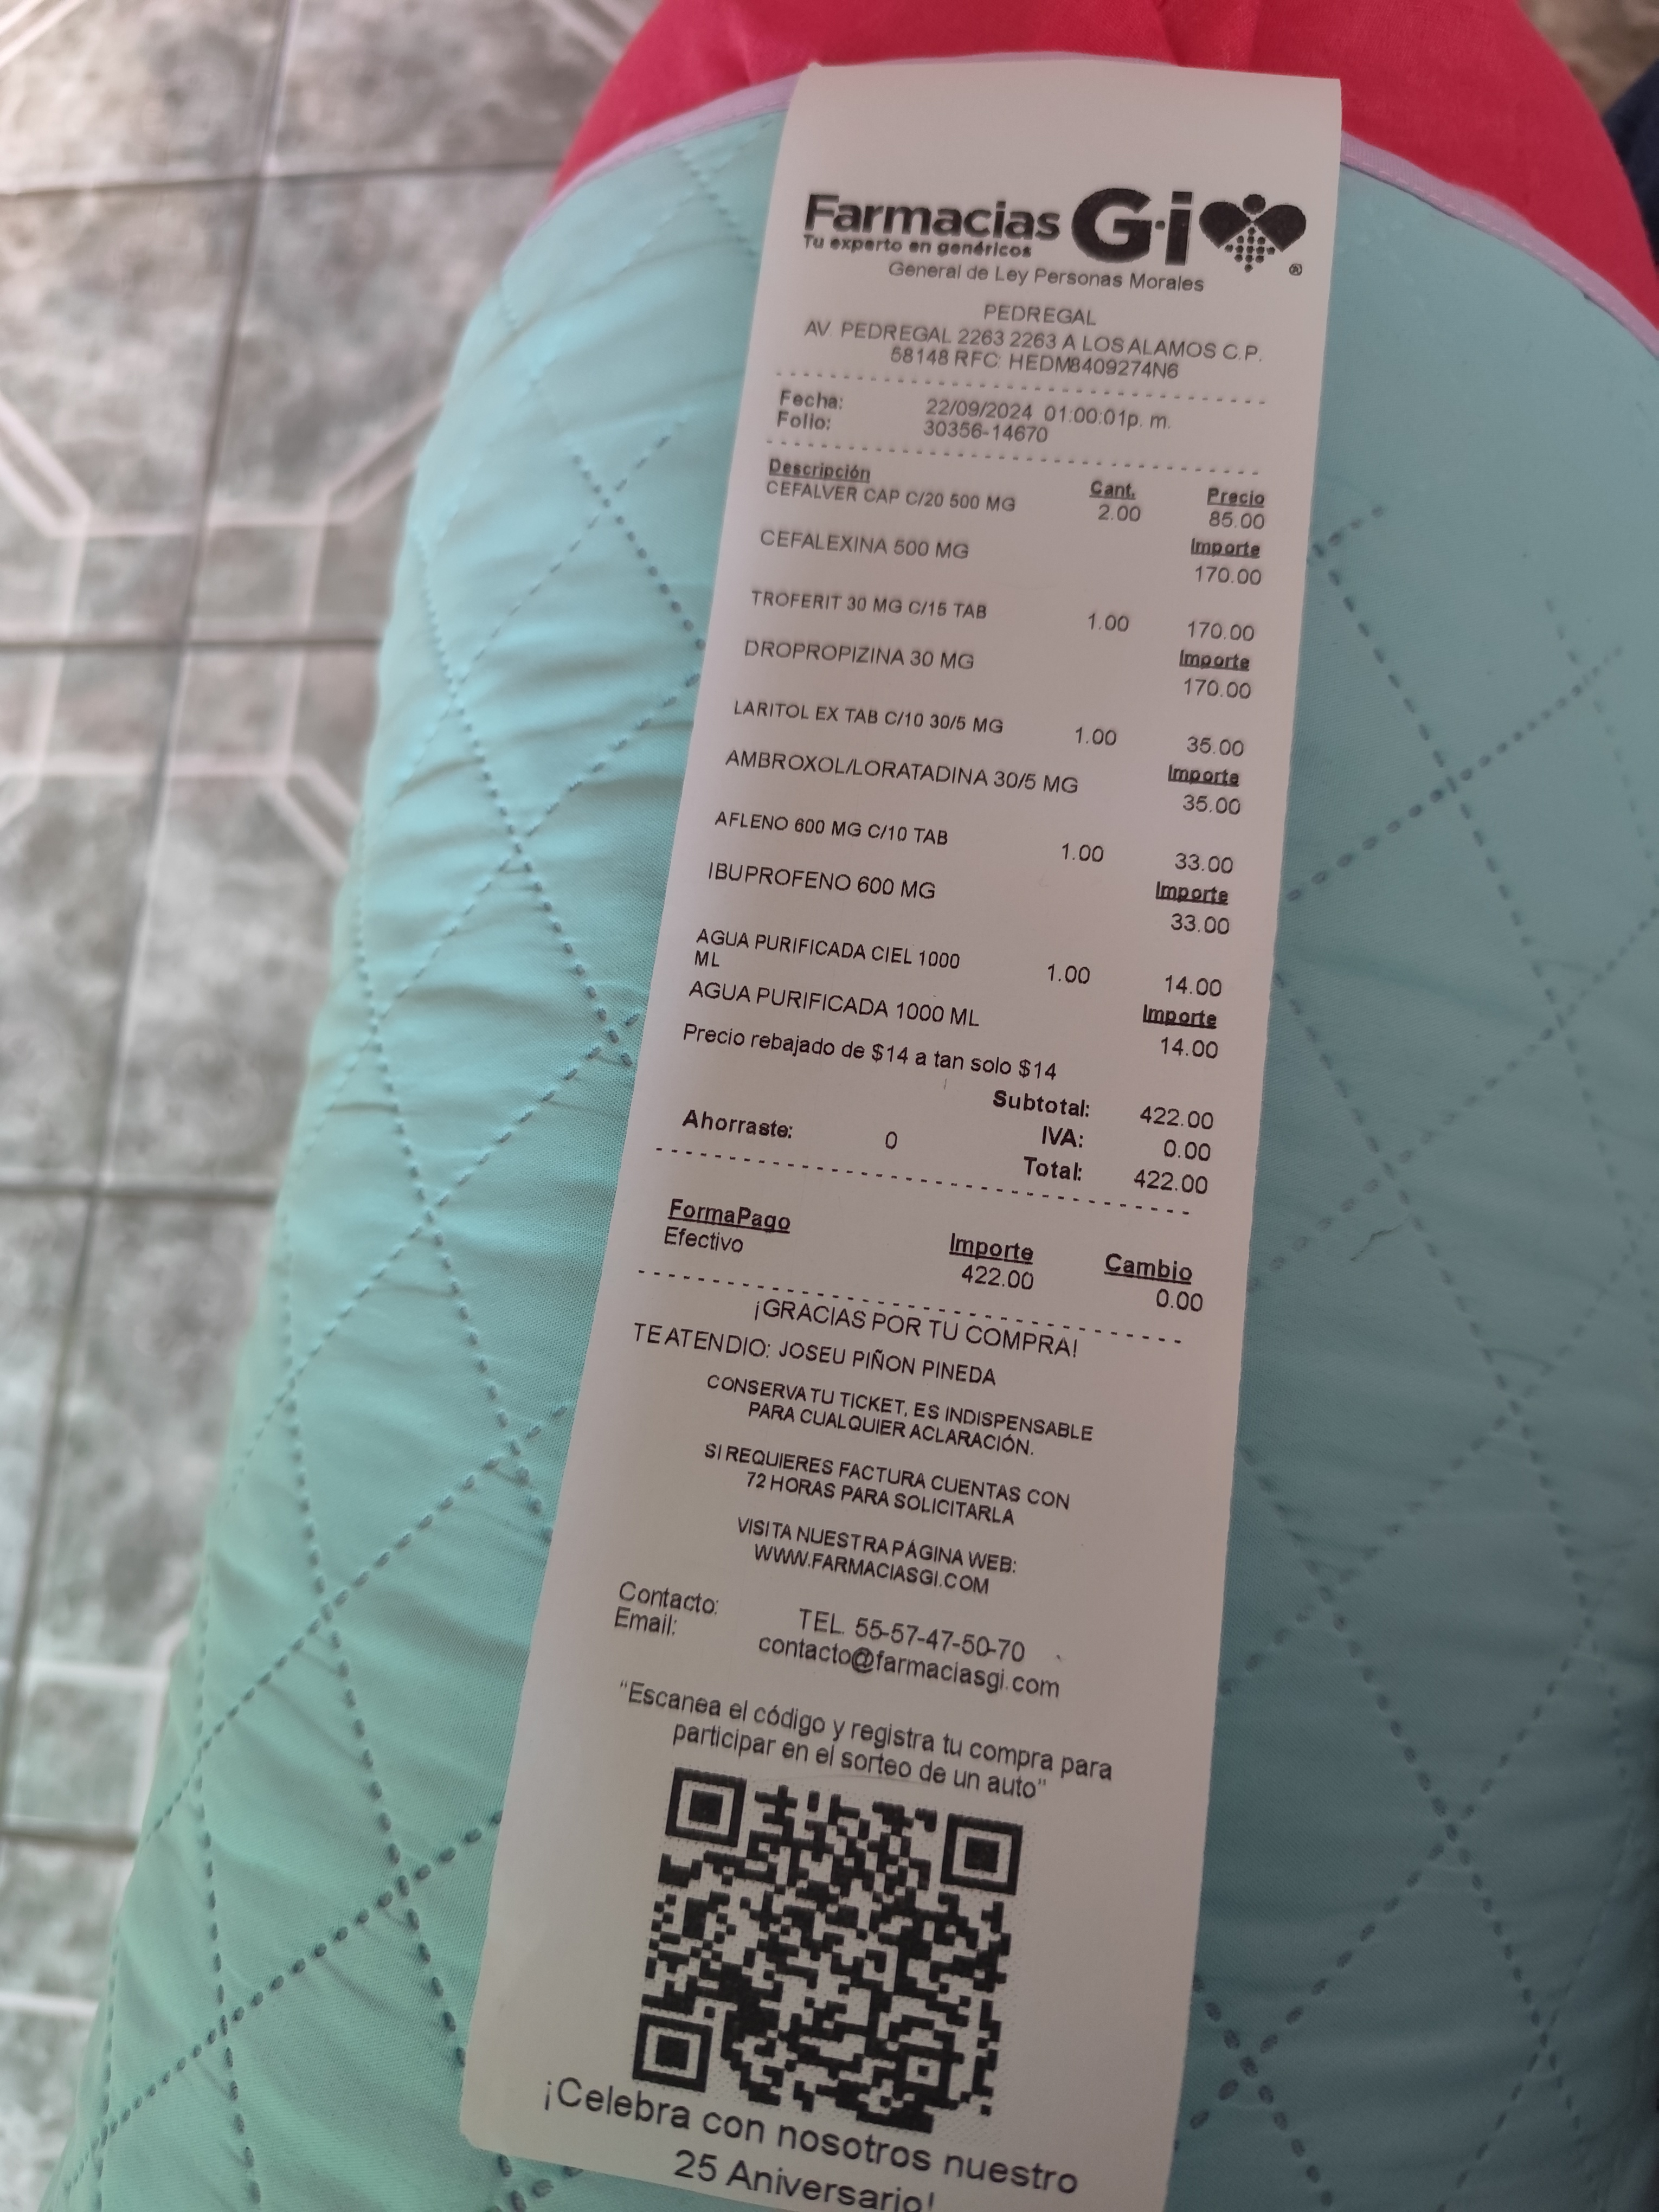 Farmacias G·i ®
Tu experto en genéricos
General de Ley Personas Morales
PEDREGAL
AV. PEDREGAL 2263 2263 A LOS ALAMOS C.P.
58148 RFC: HEDM8409274N6
Fecha: 22/09/2024 01:00:01p. m.
Folio: 30356-14670
Descripción Cant. Precio
CEFALVER CAP C/20 500 MG 2.00 85.00
Importe
CEFALEXINA 500 MG 170.00
TROFERIT 30 MG C/15 TAB 1.00 170.00
Importe
DROPROPIZINA 30 MG 170.00
LARITOL EX TAB C/10 30/5 MG 1.00 35.00
Importe
AMBROXOL/LORATADINA 30/5 MG 35.00
AFLENO 600 MG C/10 TAB 1.00 33.00
Importe
IBUPROFENO 600 MG 33.00
AGUA PURIFICADA CIEL 1000
ML 1.00 14.00
Importe
AGUA PURIFICADA 1000 ML 14.00
Precio rebajado de $14 a tan solo $14
Subtotal: 422.00
IVA: 0.00
Ahorraste: 0 Total: 422.00
FormaPago Importe Cambio
Efectivo 422.00 0.00
¡GRACIAS POR TU COMPRA!
TE ATENDIO: JOSEU PIÑON PINEDA
CONSERVA TU TICKET, ES INDISPENSABLE
PARA CUALQUIER ACLARACIÓN.
SI REQUIERES FACTURA CUENTAS CON
72 HORAS PARA SOLICITARLA
VISITA NUESTRA PÁGINA WEB:
WWW.FARMACIASGI.COM
Contacto: TEL. 55-57-47-50-70
Email: contacto@farmaciasgi.com
“Escanea el código y registra tu compra para
participar en el sorteo de un auto”
¡Celebra con nosotros nuestro
25 Aniversario!